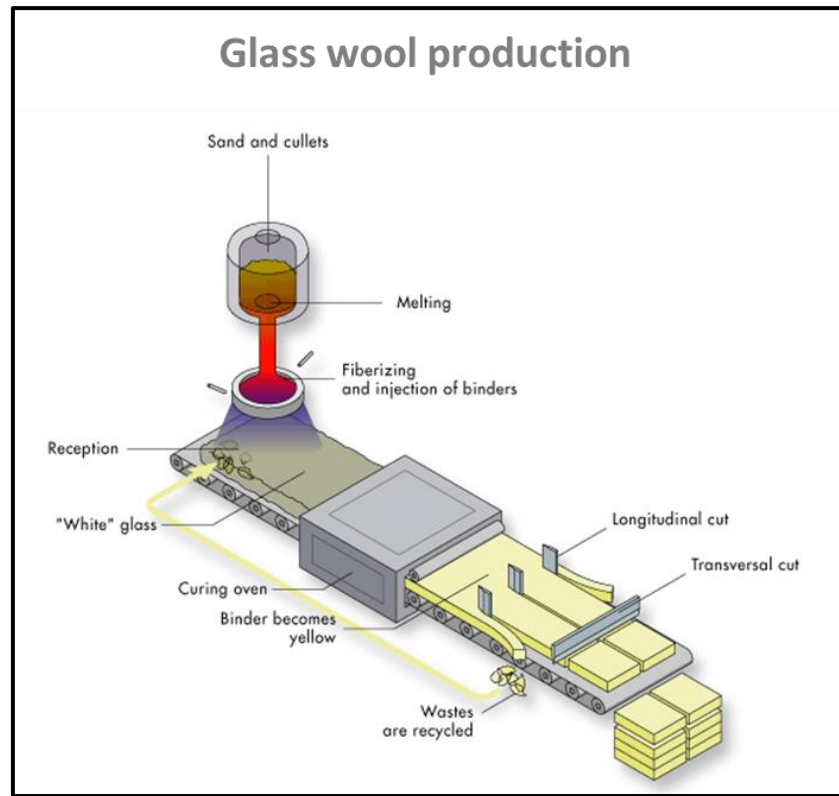 Glass wool production
Sand and cullets
Melting
Fiberizing
and injection of binders
Reception
"White" glass
Longitudinal cut
Transversal cut
Curing oven
Binder becomes
yellow
Wastes
are recycled